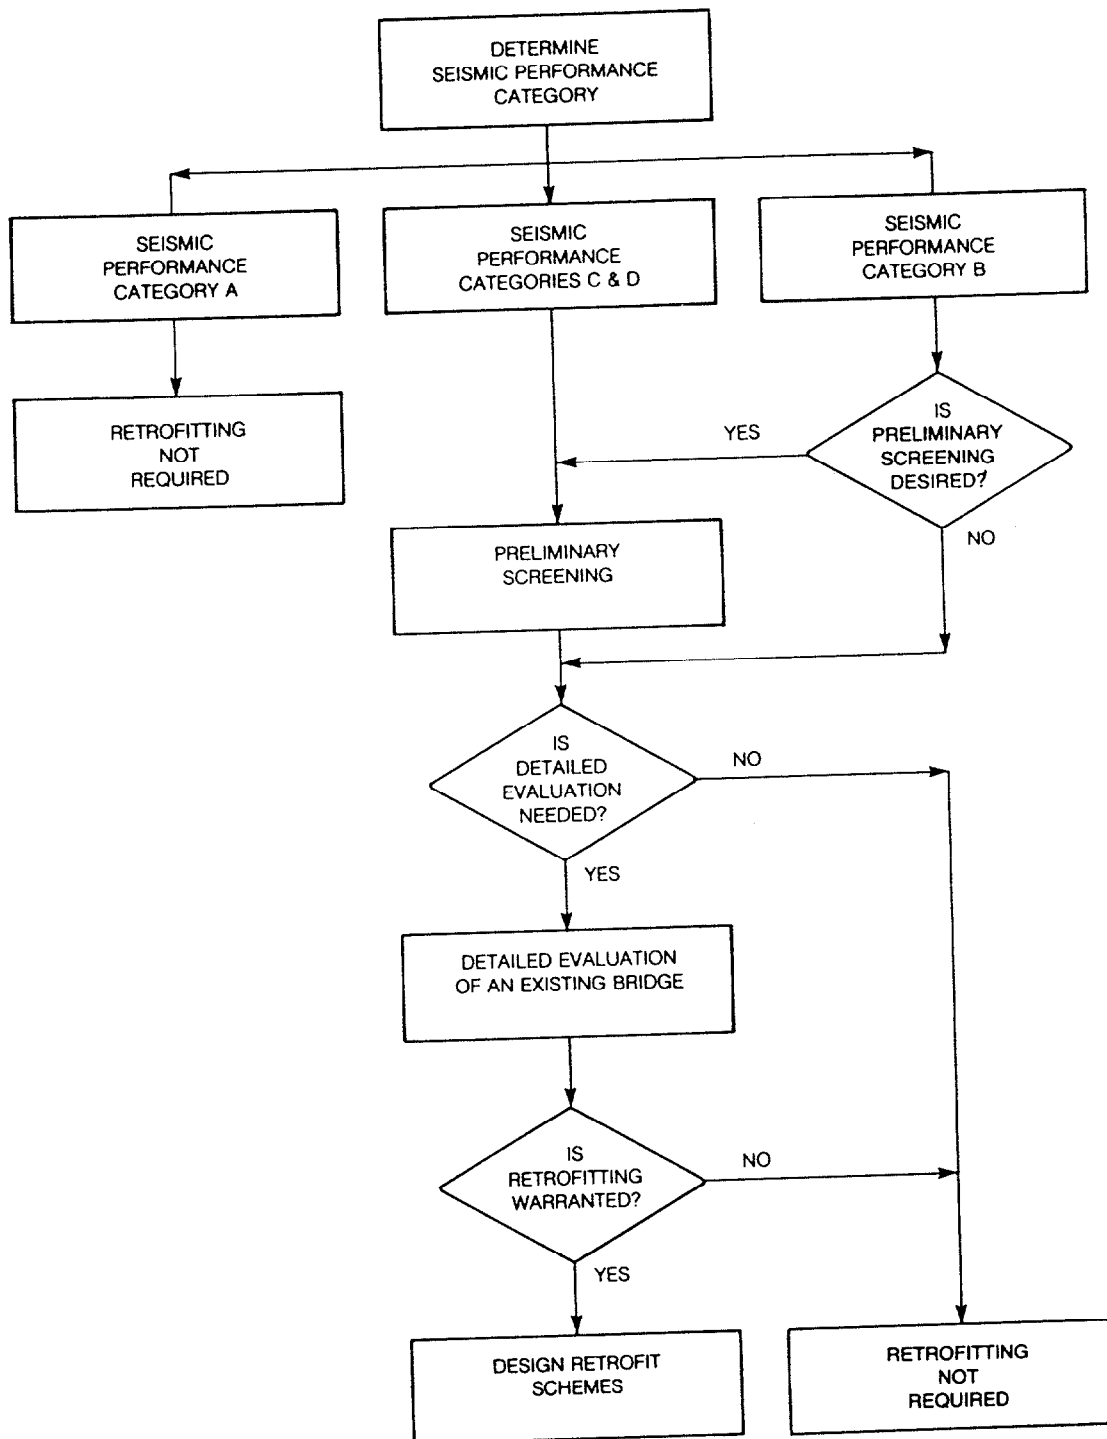 DETERMINE
SEISMIC PERFORMANCE
CATEGORY
SEISMIC
PERFORMANCE
CATEGORY A
SEISMIC
PERFORMANCE
CATEGORIES C & D
SEISMIC
PERFORMANCE
CATEGORY B
RETROFITTING
NOT
REQUIRED
YES
IS
PRELIMINARY
SCREENING
DESIRED?
NO
PRELIMINARY
SCREENING
IS
DETAILED
EVALUATION
NEEDED?
NO
YES
DETAILED EVALUATION
OF AN EXISTING BRIDGE
IS
RETROFITTING
WARRANTED?
NO
YES
DESIGN RETROFIT
SCHEMES
RETROFITTING
NOT
REQUIRED